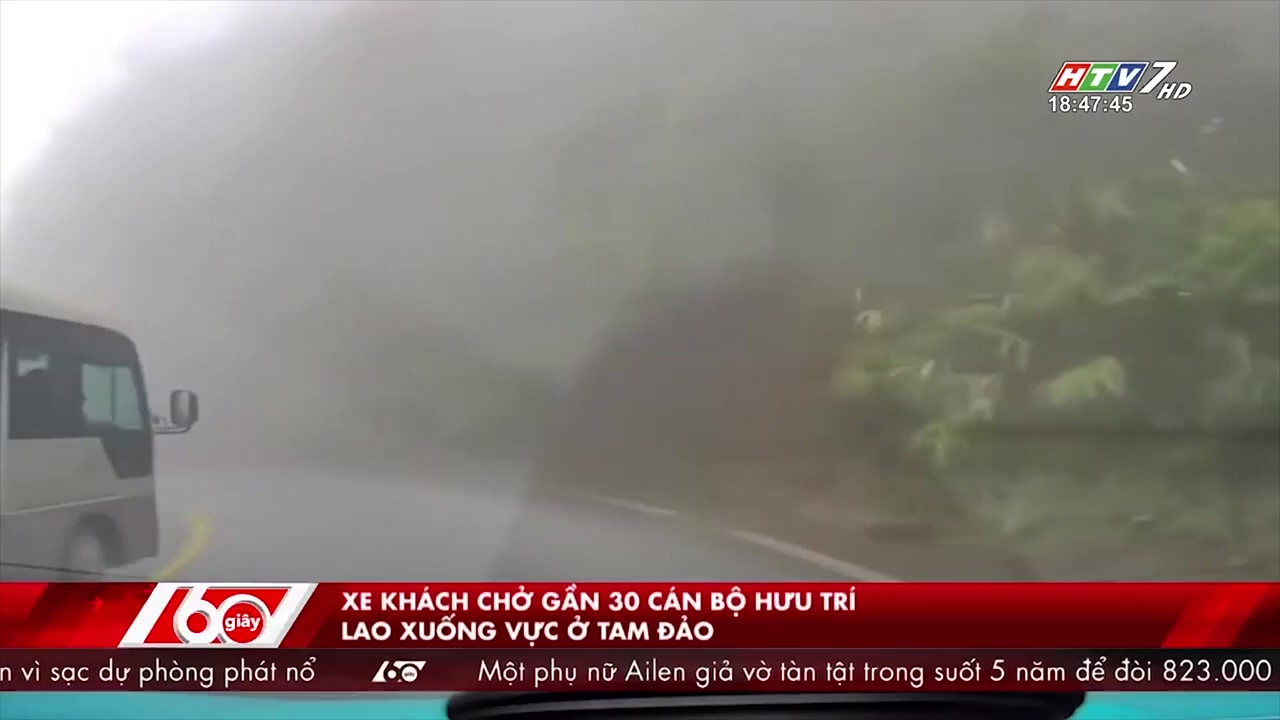 HTV7 HD
18:47:45
60 giây
XE KHÁCH CHỞ GẦN 30 CÁN BỘ HƯU TRÍ
LAO XUỐNG VỰC Ở TAM ĐẢO
n vì sạc dự phòng phát nổ 60 Một phụ nữ Ailen giả vờ tàn tật trong suốt 5 năm để đòi 823.000